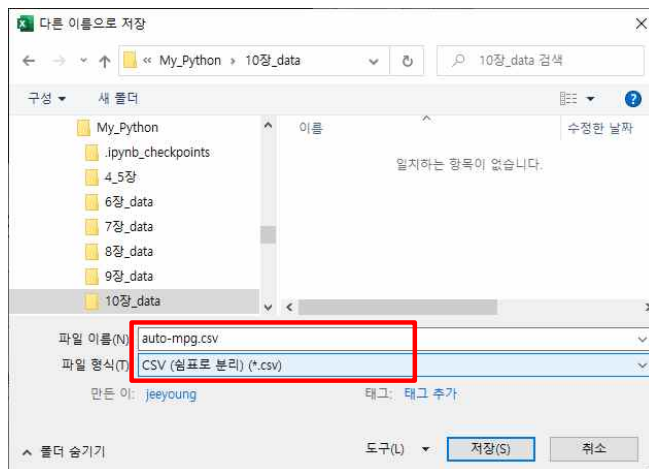 다른 이름으로 저장
« My_Python › 10장_data
10장_data 검색
구성
새 폴더
My_Python
.ipynb_checkpoints
4_5장
6장_data
7장_data
8장_data
9장_data
10장_data
이름
수정한 날짜
일치하는 항목이 없습니다.
파일 이름(N): auto-mpg.csv
파일 형식(T): CSV (쉼표로 분리) (*.csv)
만든 이: jeeyoung
태그: 태그 추가
폴더 숨기기
도구(L)
저장(S)
취소